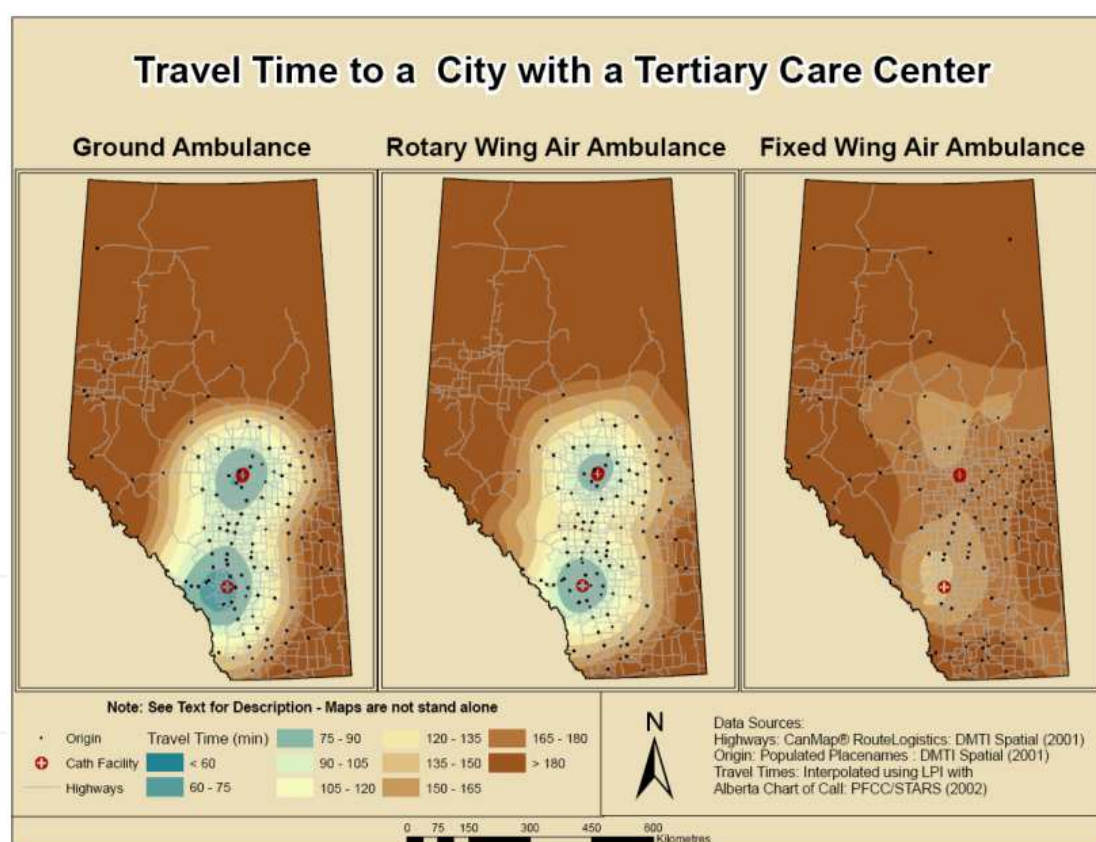 Travel Time to a City with a Tertiary Care Center
Ground Ambulance
Rotary Wing Air Ambulance
Fixed Wing Air Ambulance
Note: See Text for Description - Maps are not stand alone
Origin
Cath Facility
Highways
Travel Time (min)
< 60
60 - 75
75 - 90
90 - 105
105 - 120
120 - 135
135 - 150
150 - 165
165 - 180
> 180
N
Data Sources:
Highways: CanMap® RouteLogistics: DMTI Spatial (2001)
Origin: Populated Placenames : DMTI Spatial (2001)
Travel Times: Interpolated using LPI with
Alberta Chart of Call: PFCC/STARS (2002)
0 75 150 300 450 600
Kilometres